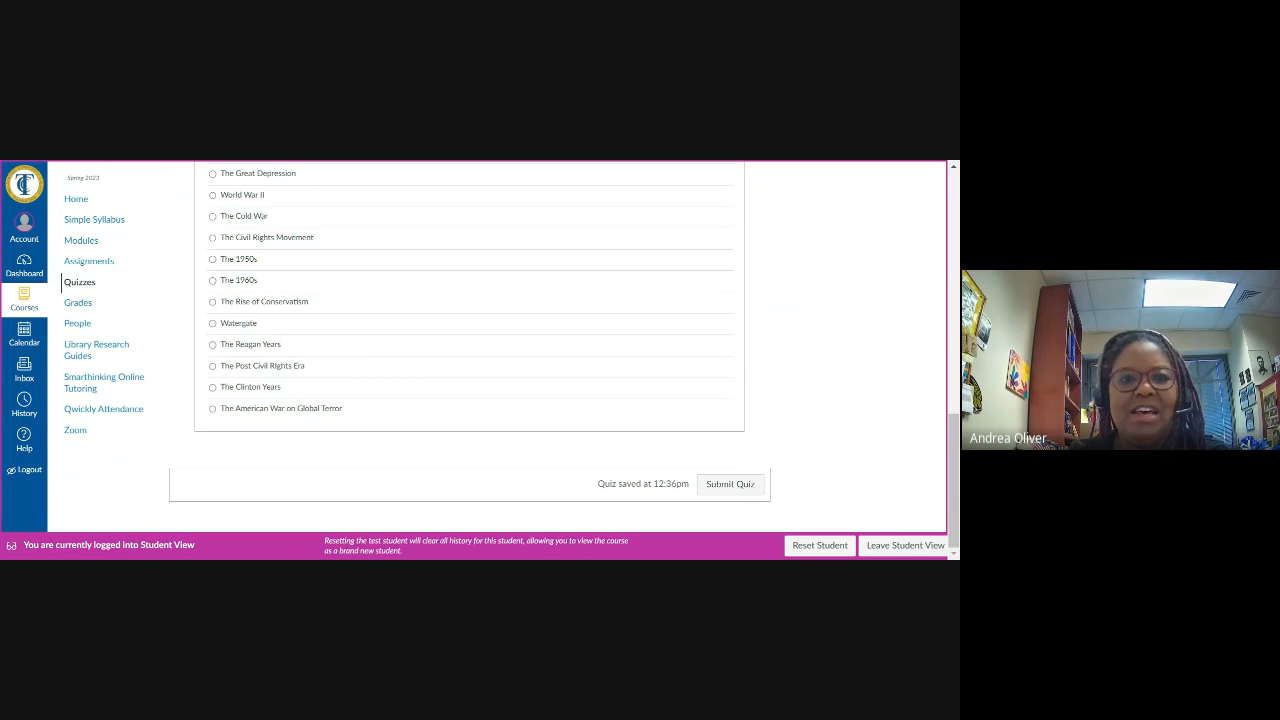 Spring 2023
Home
Simple Syllabus
Modules
Assignments
Quizzes
Grades
People
Library Research
Guides
Smarthinking Online
Tutoring
Qwickly Attendance
Zoom
Account
Dashboard
Courses
Calendar
Inbox
History
Help
Logout
The Great Depression
World War II
The Cold War
The Civil Rights Movement
The 1950s
The 1960s
The Rise of Conservatism
Watergate
The Reagan Years
The Post Civil Rights Era
The Clinton Years
The American War on Global Terror
Quiz saved at 12:36pm
Submit Quiz
You are currently logged into Student View
Resetting the test student will clear all history for this student, allowing you to view the course
as a brand new student.
Reset Student
Leave Student View
Andrea Oliver